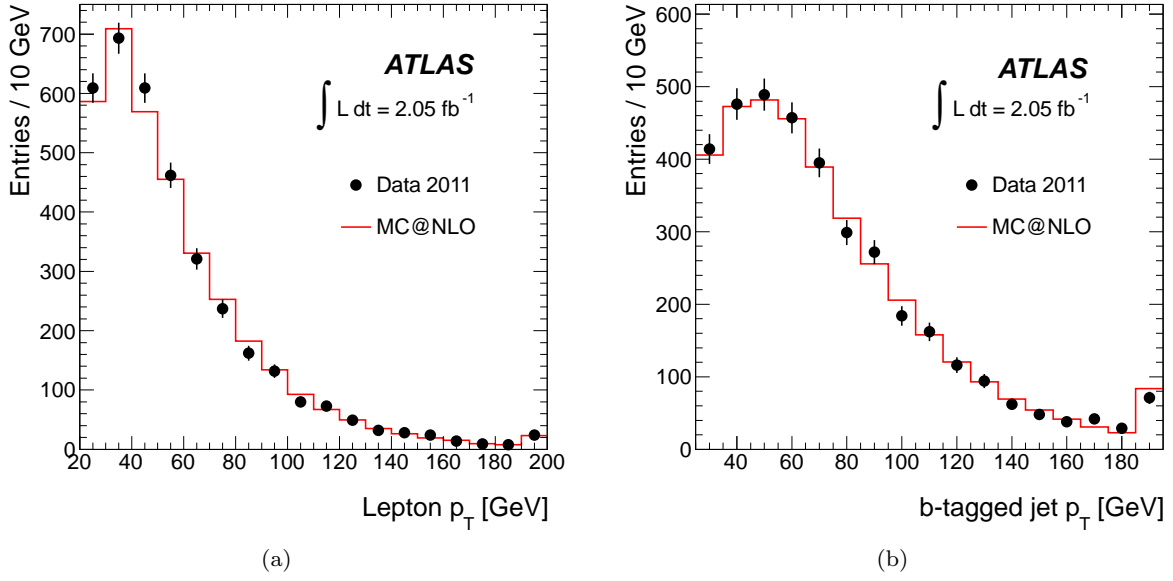 Entries / 10 GeV
700
600
500
400
300
200
100
0
20 40 60 80 100 120 140 160 180 200
Lepton p_T [GeV]
ATLAS
∫ L dt = 2.05 fb⁻¹
Data 2011
MC@NLO
(a)
Entries / 10 GeV
600
500
400
300
200
100
0
40 60 80 100 120 140 160 180
b-tagged jet p_T [GeV]
ATLAS
∫ L dt = 2.05 fb⁻¹
Data 2011
MC@NLO
(b)